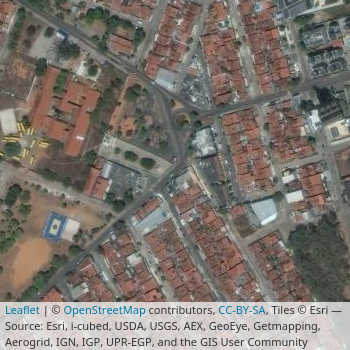 Leaflet | © OpenStreetMap contributors, CC-BY-SA, Tiles © Esri —
Source: Esri, i-cubed, USDA, USGS, AEX, GeoEye, Getmapping,
Aerogrid, IGN, IGP, UPR-EGP, and the GIS User Community